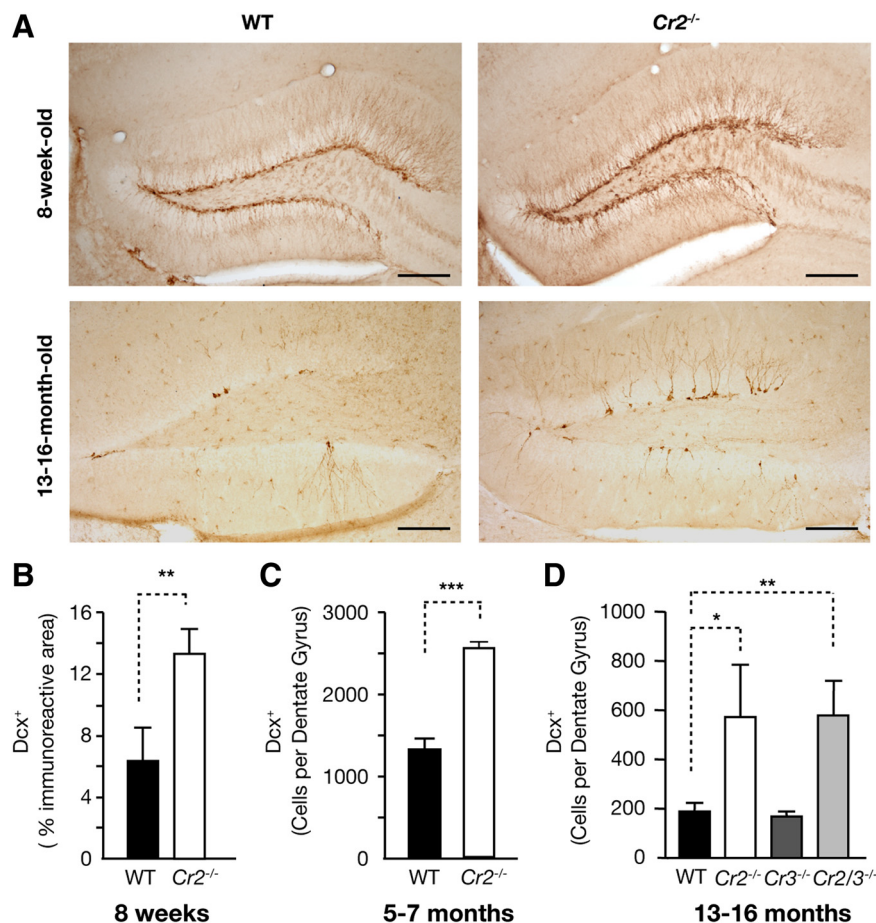 A
WT
Cr2-/-
8-week-old
13-16-month-old
B
Dcx+
( % immunoreactive area)
**
16
12
8
4
0
WT
Cr2-/-
8 weeks
C
Dcx+
(Cells per Dentate Gyrus)
***
3000
2500
1000
0
WT
Cr2-/-
5-7 months
D
Dcx+
(Cells per Dentate Gyrus)
**
*
1000
800
600
400
200
0
WT
Cr2-/-
Cr3-/-
Cr2/3-/-
13-16 months